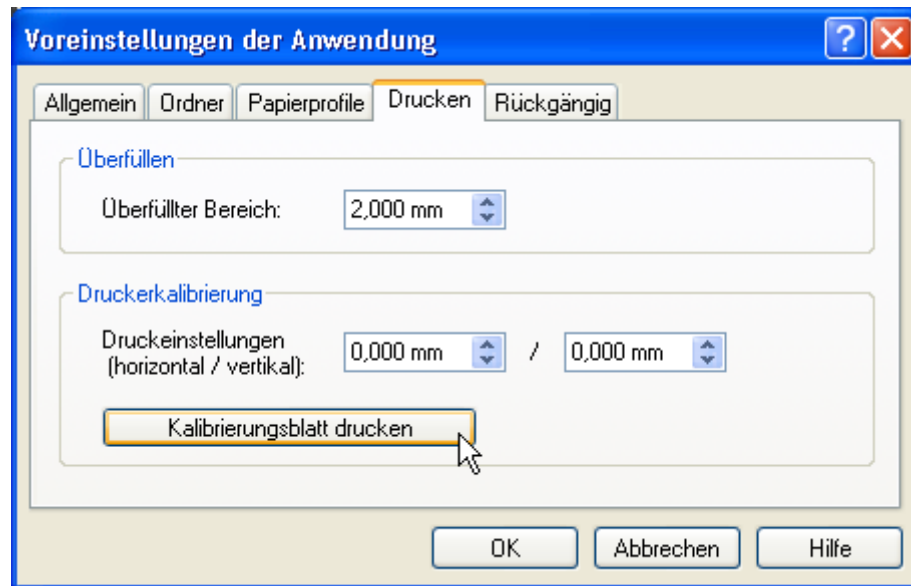 Voreinstellungen der Anwendung ?
Allgemein Ordner Papierprofile Drucken Rückgängig
Überfüllen
Überfüllter Bereich: 2,000 mm
Druckerkalibrierung
Druckeinstellungen
(horizontal / vertikal): 0,000 mm / 0,000 mm
Kalibrierungsblatt drucken
OK Abbrechen Hilfe